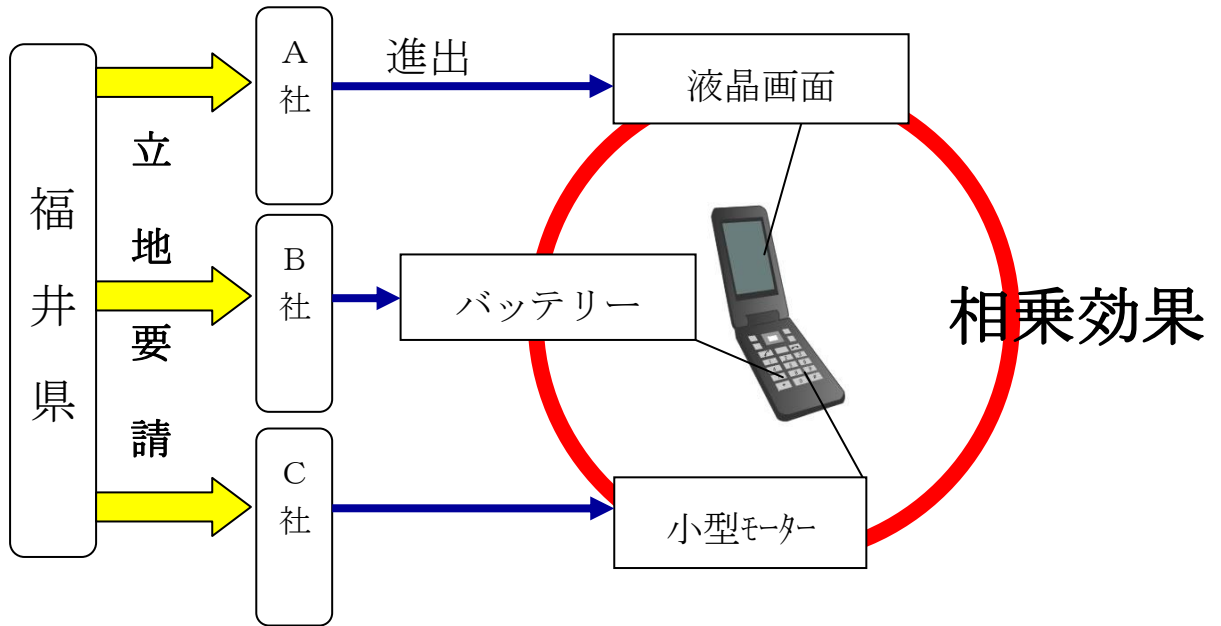 福井県
立地要請
A社
進出
液晶画面
B社
バッテリー
相乗効果
C社
小型ﾓｰﾀｰ